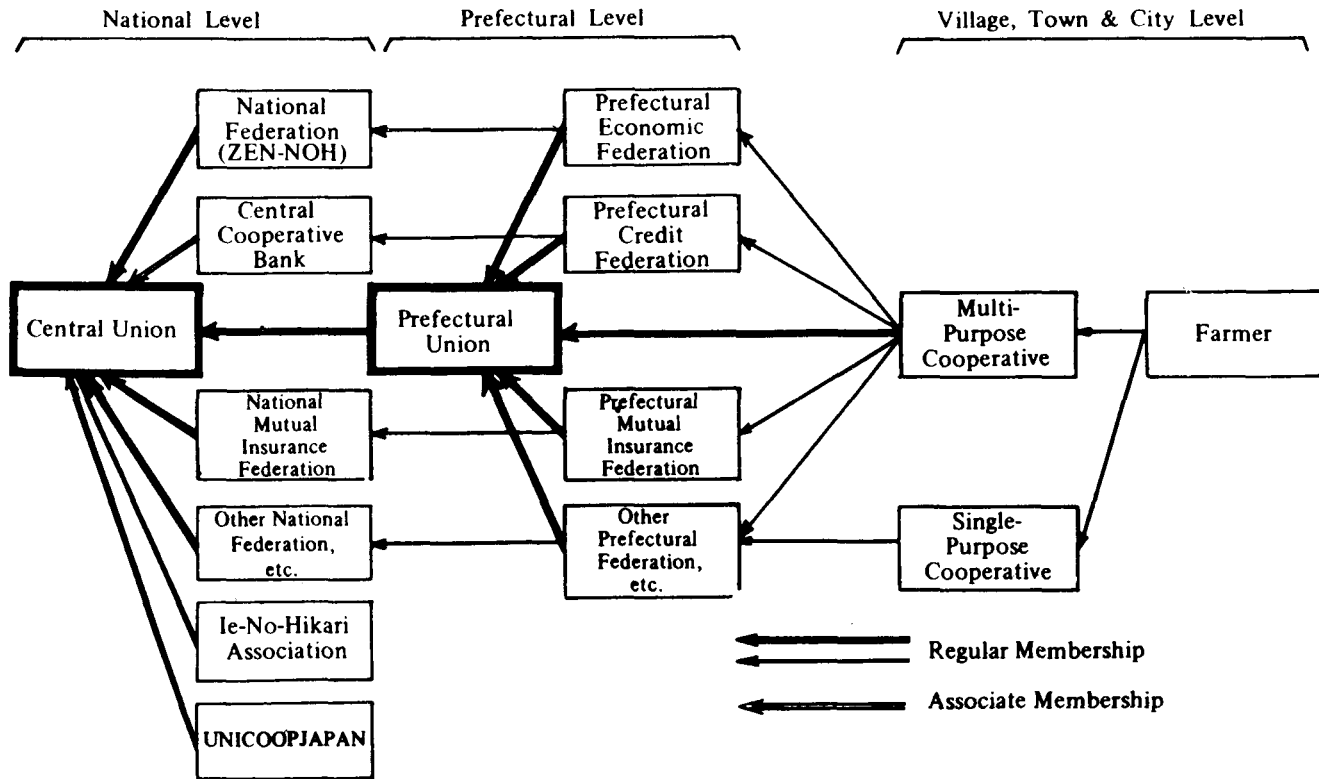 National Level
Prefectural Level
Village, Town & City Level
National
Federation
(ZEN-NOH)
Prefectural
Economic
Federation
Central
Cooperative
Bank
Prefectural
Credit
Federation
Central Union
Prefectural
Union
Multi-
Purpose
Cooperative
Farmer
National
Mutual
Insurance
Federation
Prefectural
Mutual
Insurance
Federation
Other National
Federation,
etc.
Other
Prefectural
Federation,
etc.
Single-
Purpose
Cooperative
Ie-No-Hikari
Association
UNICOOPJAPAN
Regular Membership
Associate Membership